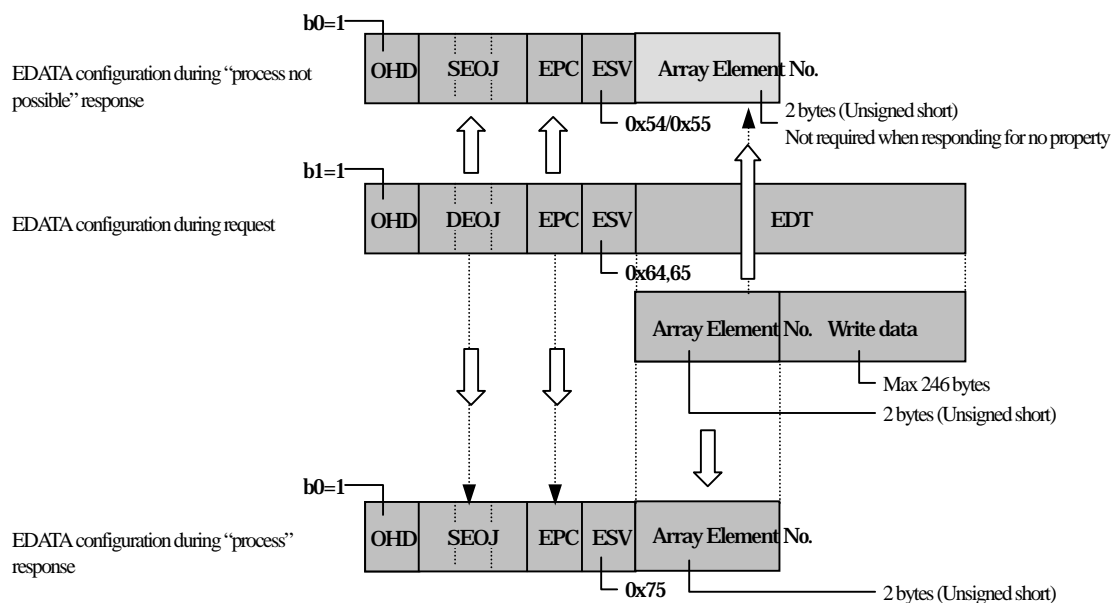 b0=1
EDATA configuration during “process not
possible” response
OHD SEOJ EPC ESV Array Element No.
0x54/0x55
2 bytes (Unsigned short)
Not required when responding for no property
b1=1
EDATA configuration during request
OHD DEOJ EPC ESV EDT
0x64,65
Array Element No. Write data
Max 246 bytes
2 bytes (Unsigned short)
b0=1
EDATA configuration during “process”
response
OHD SEOJ EPC ESV Array Element No.
0x75
2 bytes (Unsigned short)